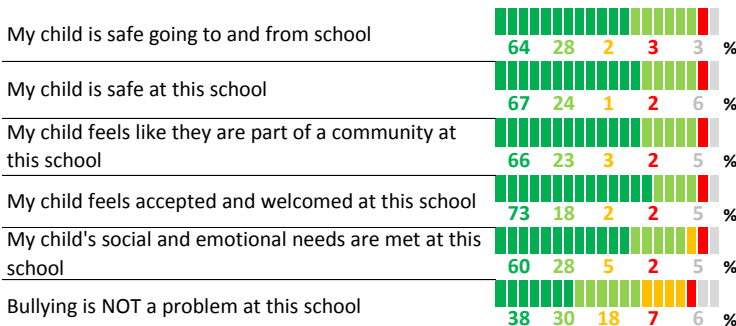 My child is safe going to and from school
64 28 2 3 3 %
My child is safe at this school
67 24 1 2 6 %
My child feels like they are part of a community at
this school
66 23 3 2 5 %
My child feels accepted and welcomed at this school
73 18 2 2 5 %
My child's social and emotional needs are met at this
school
60 28 5 2 5 %
Bullying is NOT a problem at this school
38 30 18 7 6 %